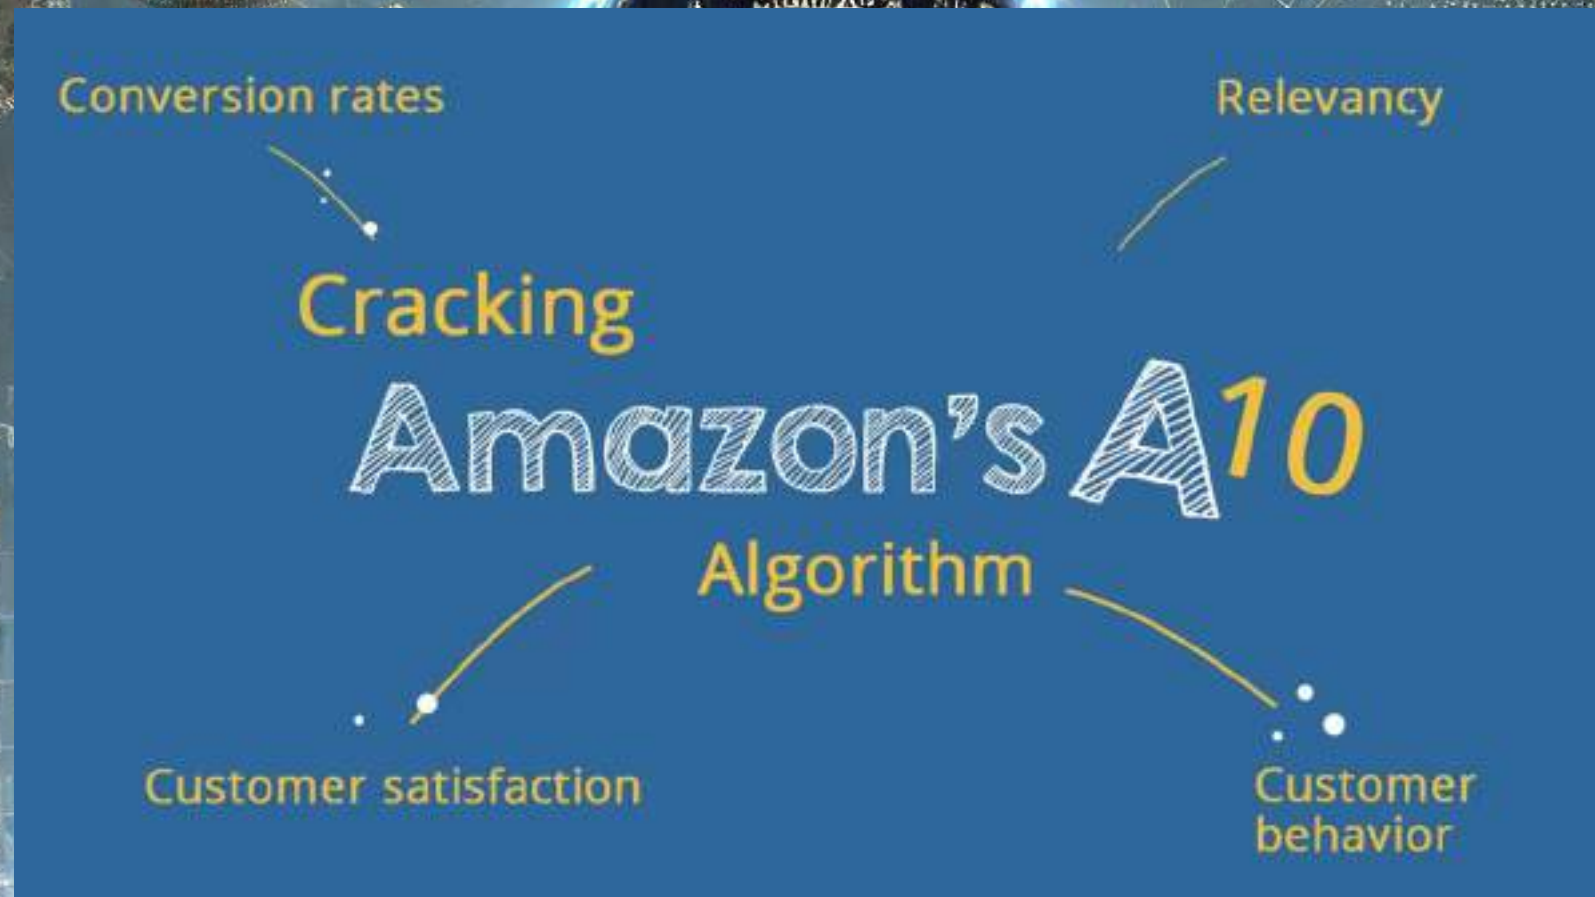 Conversion rates
Relevancy
Cracking
Amazon's A10
Algorithm
Customer satisfaction
Customer
behavior